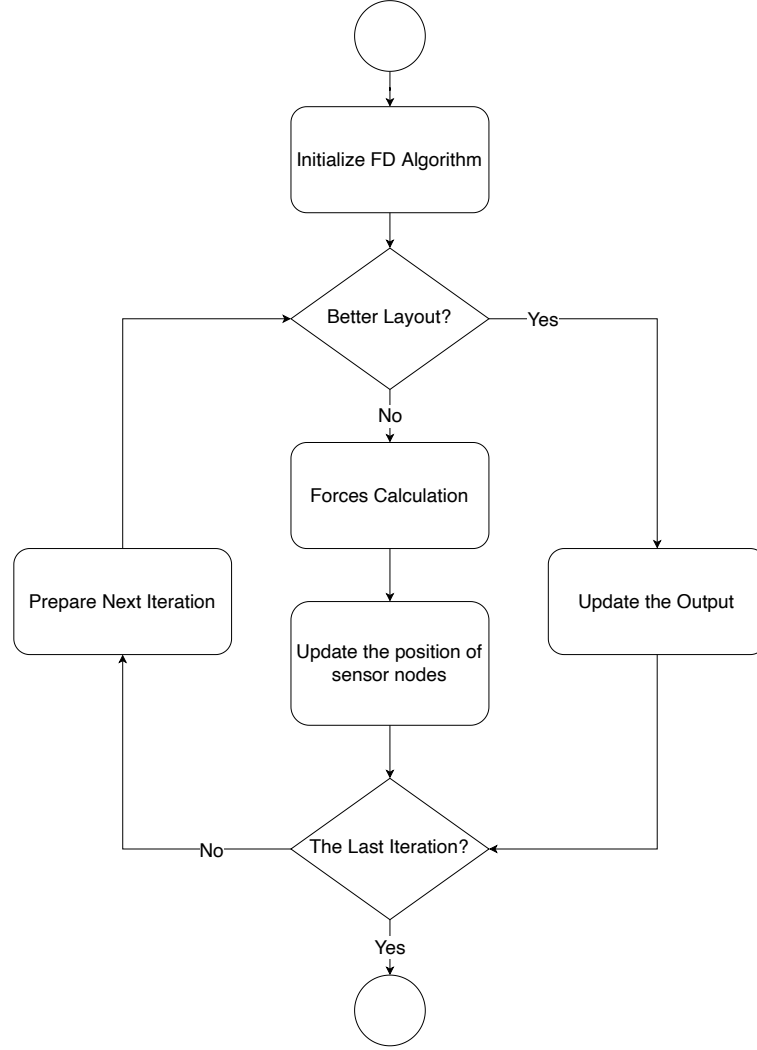 Initialize FD Algorithm
Better Layout?
Yes
No
Forces Calculation
Prepare Next Iteration
Update the Output
Update the position of
sensor nodes
The Last Iteration?
No
Yes